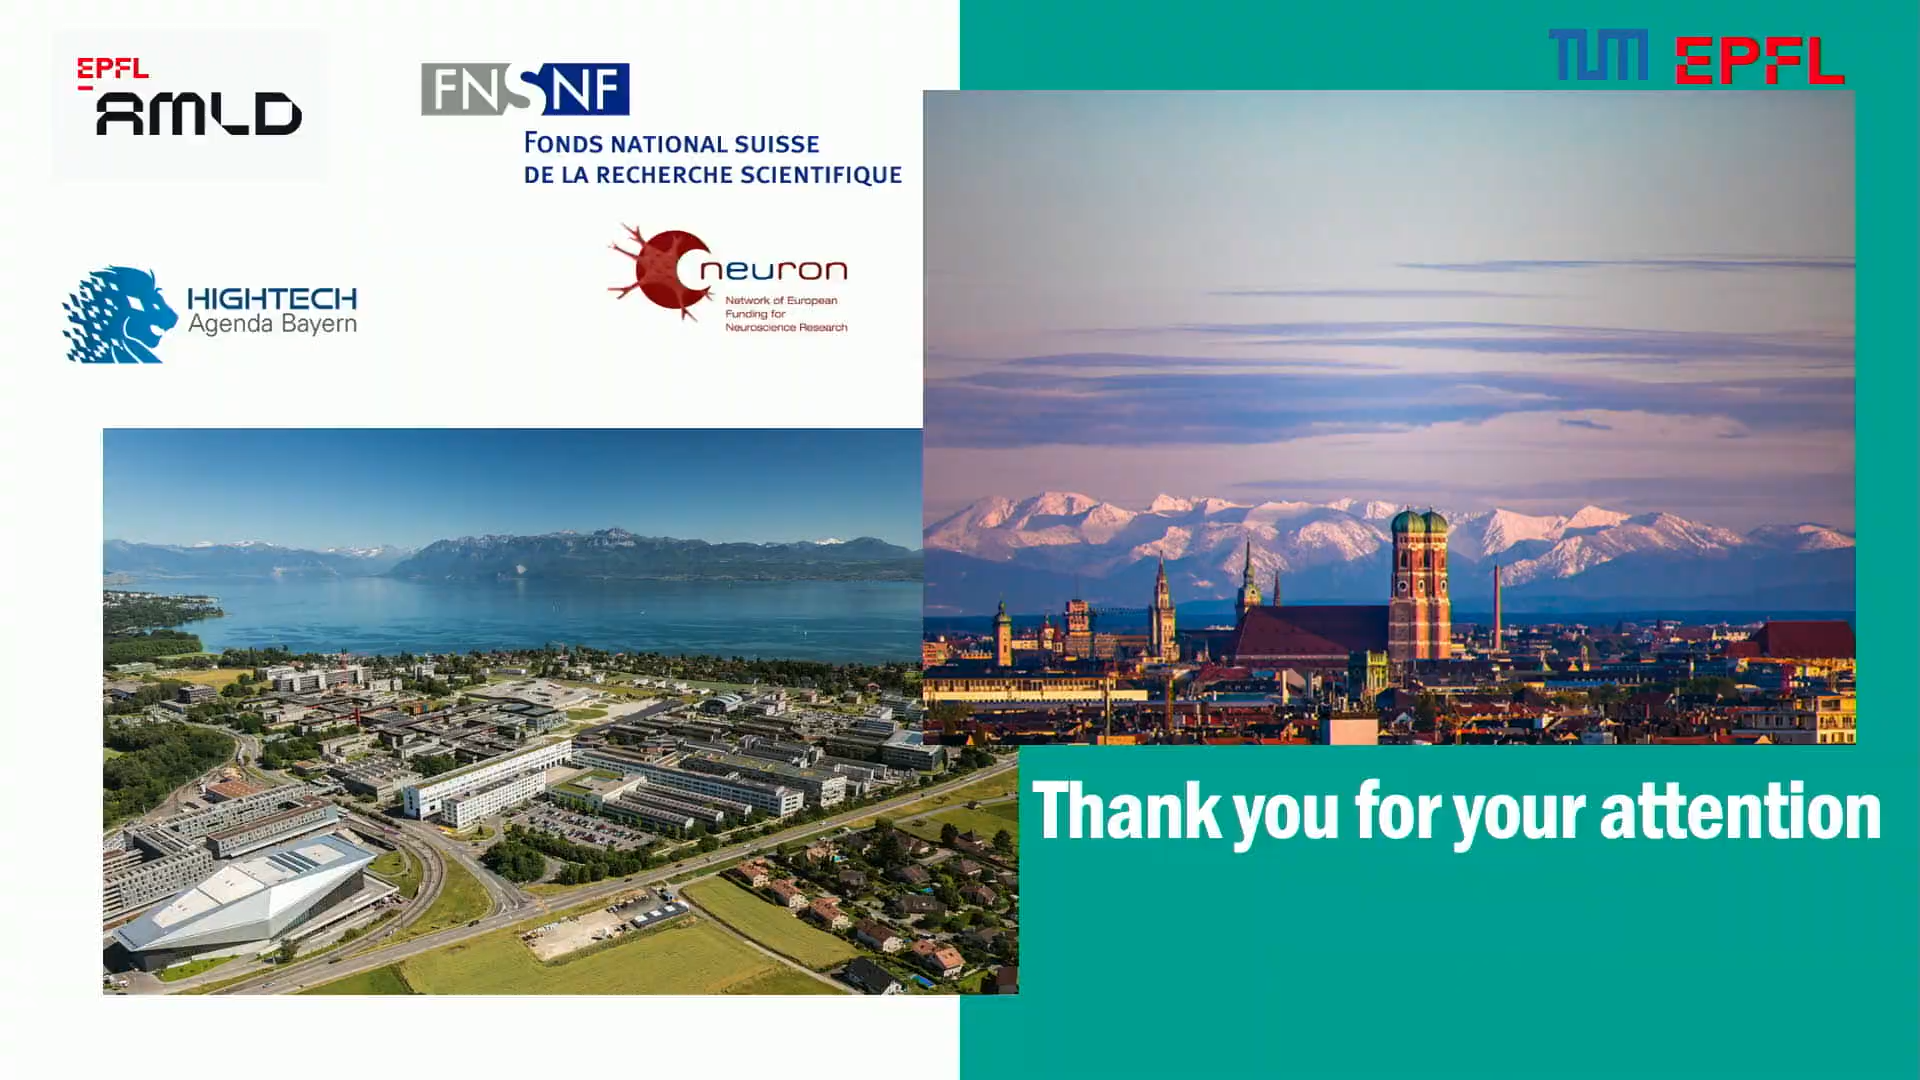 EPFL
AMLD
FNSNF
FONDS NATIONAL SUISSE
DE LA RECHERCHE SCIENTIFIQUE
TUM EPFL
HIGHTECH
Agenda Bayern
neuron
Network of European
Funding for
Neuroscience Research
Thank you for your attention